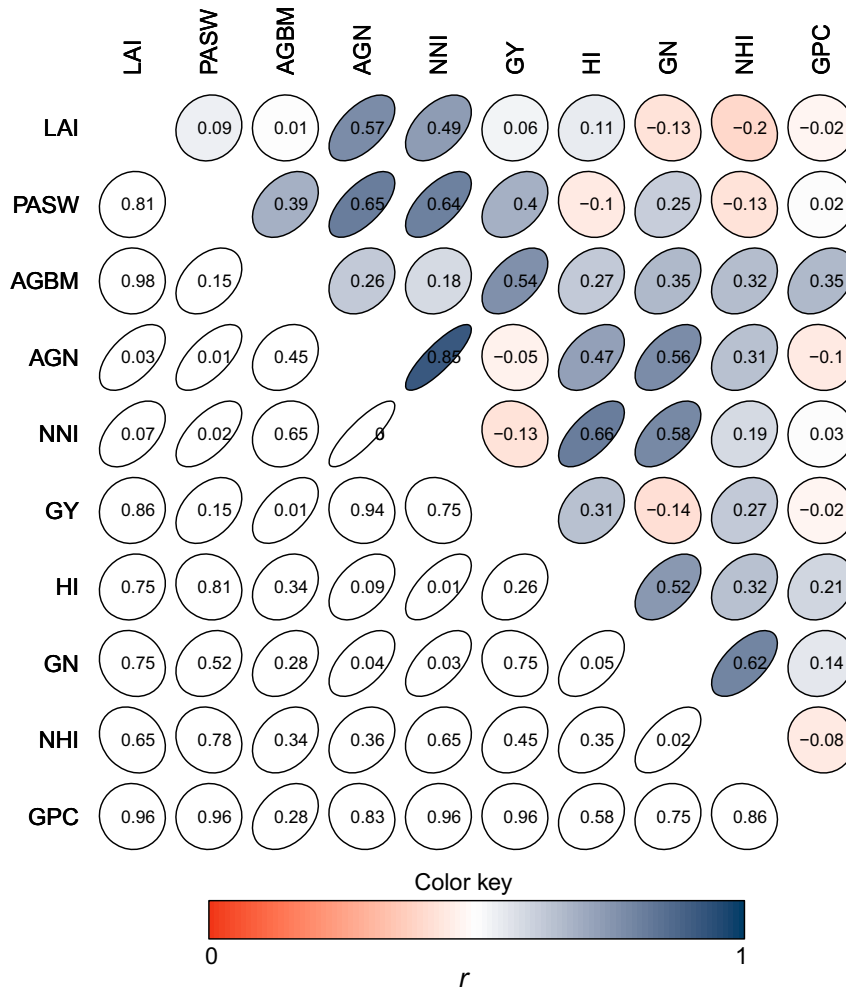 LAI PASW AGBM AGN NNI GY HI GN NHI GPC
LAI 0.09 0.01 0.57 0.49 0.06 0.11 −0.13 −0.2 −0.02
PASW 0.81 0.39 0.65 0.64 0.4 −0.1 0.25 −0.13 0.02
AGBM 0.98 0.15 0.26 0.18 0.54 0.27 0.35 0.32 0.35
AGN 0.03 0.01 0.45 0.85 −0.05 0.47 0.56 0.31 −0.1
NNI 0.07 0.02 0.65 0 −0.13 0.66 0.58 0.19 0.03
GY 0.86 0.15 0.01 0.94 0.75 0.31 −0.14 0.27 −0.02
HI 0.75 0.81 0.34 0.09 0.01 0.26 0.52 0.32 0.21
GN 0.75 0.52 0.28 0.04 0.03 0.75 0.05 0.62 0.14
NHI 0.65 0.78 0.34 0.36 0.65 0.45 0.35 0.02 −0.08
GPC 0.96 0.96 0.28 0.83 0.96 0.96 0.58 0.75 0.86
Color key
0 1
r